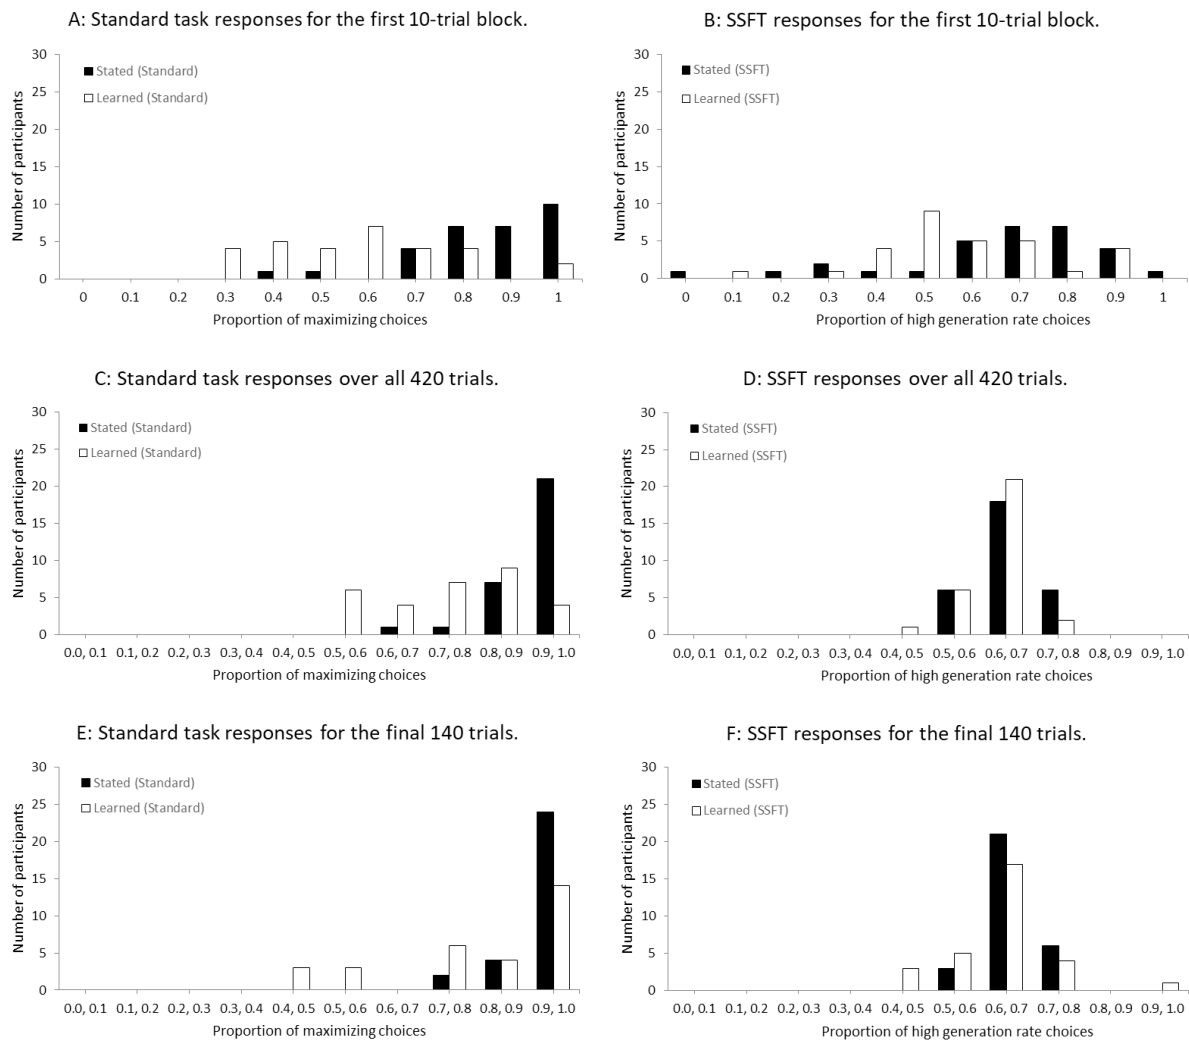 A: Standard task responses for the first 10-trial block.
30
25
20
15
10
5
0
Number of participants
Stated (Standard)
Learned (Standard)
0 0.1 0.2 0.3 0.4 0.5 0.6 0.7 0.8 0.9 1
Proportion of maximizing choices
B: SSFT responses for the first 10-trial block.
30
25
20
15
10
5
0
Number of participants
Stated (SSFT)
Learned (SSFT)
0 0.1 0.2 0.3 0.4 0.5 0.6 0.7 0.8 0.9 1
Proportion of high generation rate choices
C: Standard task responses over all 420 trials.
30
25
20
15
10
5
0
Number of participants
Stated (Standard)
Learned (Standard)
0.0, 0.1 0.1, 0.2 0.2, 0.3 0.3, 0.4 0.4, 0.5 0.5, 0.6 0.6, 0.7 0.7, 0.8 0.8, 0.9 0.9, 1.0
Proportion of maximizing choices
D: SSFT responses over all 420 trials.
30
25
20
15
10
5
0
Number of participants
Stated (SSFT)
Learned (SSFT)
0.0, 0.1 0.1, 0.2 0.2, 0.3 0.3, 0.4 0.4, 0.5 0.5, 0.6 0.6, 0.7 0.7, 0.8 0.8, 0.9 0.9, 1.0
Proportion of high generation rate choices
E: Standard task responses for the final 140 trials.
30
25
20
15
10
5
0
Number of participants
Stated (Standard)
Learned (Standard)
0.0, 0.1 0.1, 0.2 0.2, 0.3 0.3, 0.4 0.4, 0.5 0.5, 0.6 0.6, 0.7 0.7, 0.8 0.8, 0.9 0.9, 1.0
Proportion of maximizing choices
F: SSFT responses for the final 140 trials.
30
25
20
15
10
5
0
Number of participants
Stated (SSFT)
Learned (SSFT)
0.0, 0.1 0.1, 0.2 0.2, 0.3 0.3, 0.4 0.4, 0.5 0.5, 0.6 0.6, 0.7 0.7, 0.8 0.8, 0.9 0.9, 1.0
Proportion of high generation rate choices